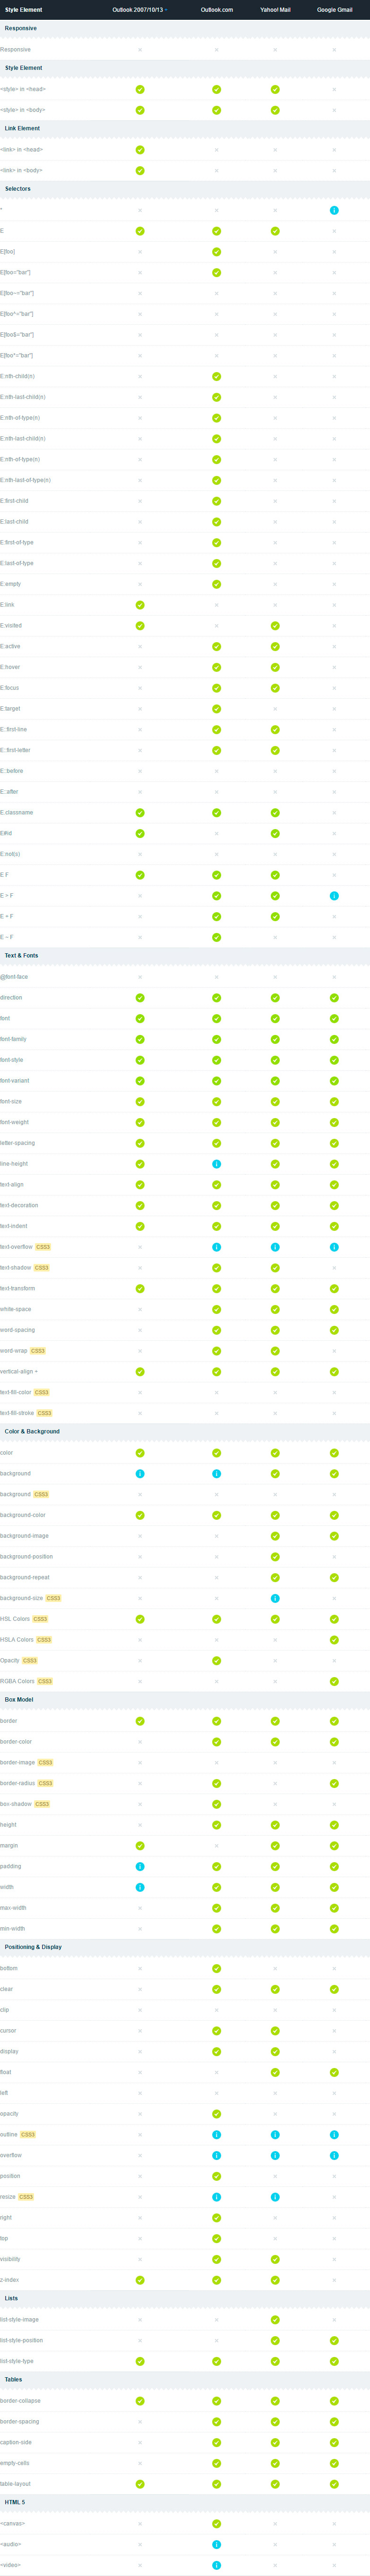 Style Element Outlook 2007/10/13 Outlook.com Yahoo! Mail Google Gmail
Responsive
Responsive
Style Element
<style> in <head>
<style> in <body>
Link Element
<link> in <head>
<link> in <body>
Selectors
*
E
E[foo]
E[foo="bar"]
E[foo~="bar"]
E[foo^="bar"]
E[foo$="bar"]
E[foo*="bar"]
E:nth-child(n)
E:nth-last-child(n)
E:nth-of-type(n)
E:nth-last-child(n)
E:nth-of-type(n)
E:nth-last-of-type(n)
E:first-child
E:last-child
E:first-of-type
E:last-of-type
E:empty
E:link
E:visited
E:active
E:hover
E:focus
E:target
E::first-line
E::first-letter
E::before
E::after
E.classname
E#id
E:not(s)
E F
E > F
E + F
E ~ F
Text & Fonts
@font-face
direction
font
font-family
font-style
font-variant
font-size
font-weight
letter-spacing
line-height
text-align
text-decoration
text-indent
text-overflow CSS3
text-shadow CSS3
text-transform
white-space
word-spacing
word-wrap CSS3
vertical-align +
text-fill-color CSS3
text-fill-stroke CSS3
Color & Background
color
background
background CSS3
background-color
background-image
background-position
background-repeat
background-size CSS3
HSL Colors CSS3
HSLA Colors CSS3
Opacity CSS3
RGBA Colors CSS3
Box Model
border
border-color
border-image CSS3
border-radius CSS3
box-shadow CSS3
height
margin
padding
width
max-width
min-width
Positioning & Display
bottom
clear
clip
cursor
display
float
left
opacity
outline CSS3
overflow
position
resize CSS3
right
top
visibility
z-index
Lists
list-style-image
list-style-position
list-style-type
Tables
border-collapse
border-spacing
caption-side
empty-cells
table-layout
HTML 5
<canvas>
<audio>
<video>